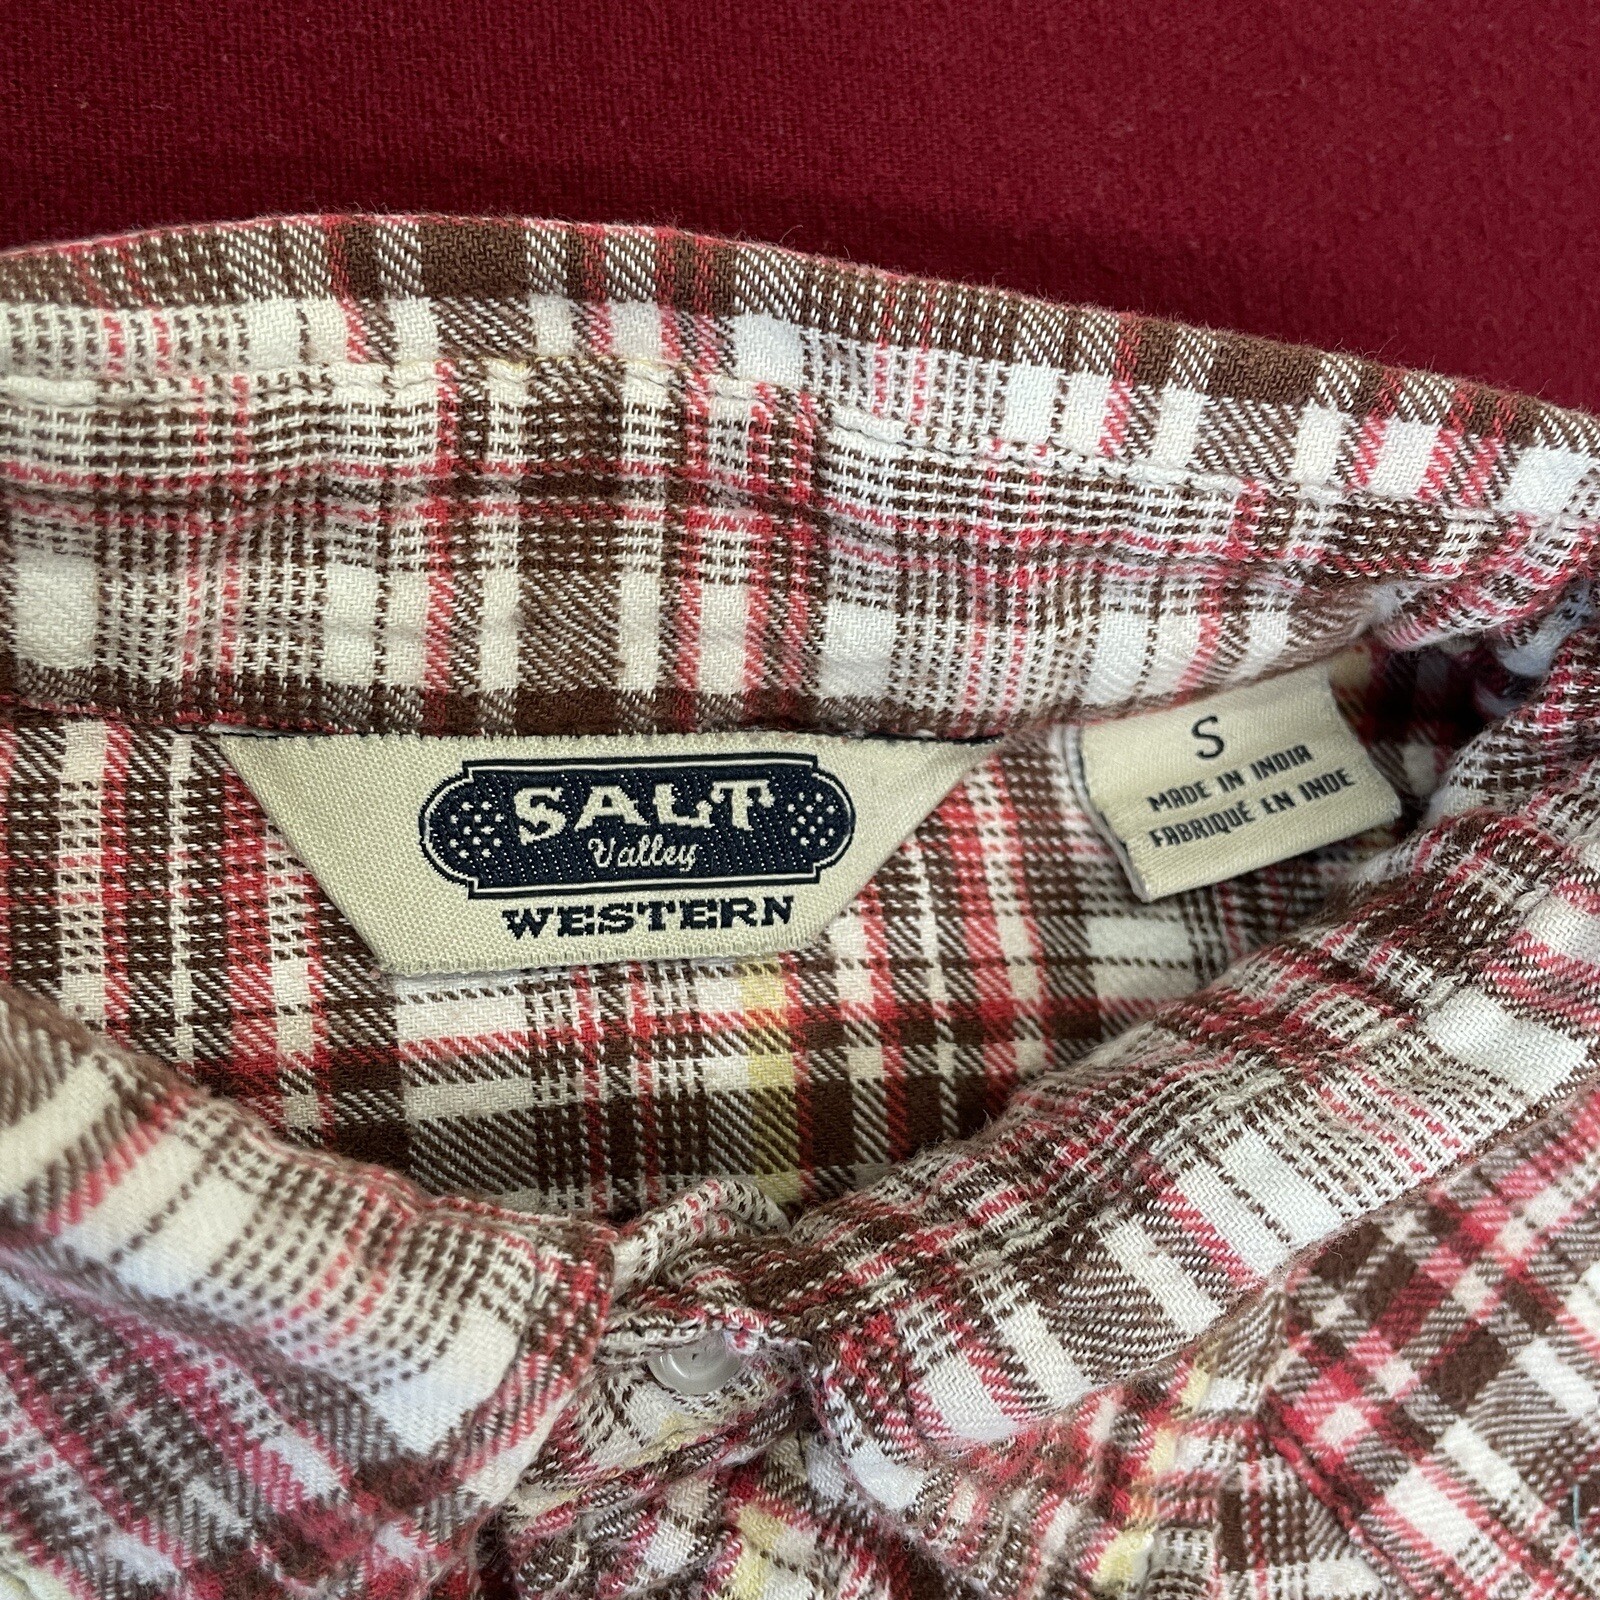 SALT
Valley
WESTERN
S
MADE IN INDIA
FABRIQUÉ EN INDE